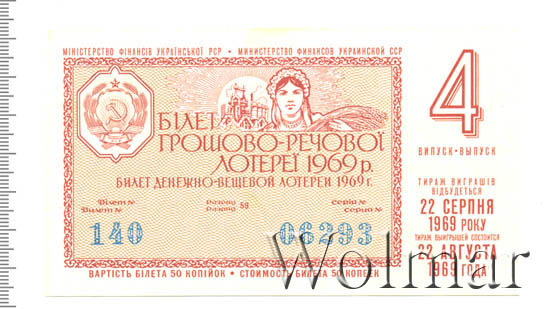 МІНІСТЕРСТВО ФІНАНСІВ УКРАЇНСЬКОЇ РСР • МИНИСТЕРСТВО ФИНАНСОВ УКРАИНСКОЙ ССР
БІЛЕТ
ГРОШОВО-РЕЧОВОЇ
ЛОТЕРЕЇ 1969 р.
БИЛЕТ ДЕНЕЖНО-ВЕЩЕВОЙ ЛОТЕРЕИ 1969 г.
Білет №
Билет №
Розряд
Разряд
59
Серія №
Серия №
140
06293
ВАРТІСТЬ БІЛЕТА 50 КОПІЙОК • СТОИМОСТЬ БИЛЕТА 50 КОПЕЕК
4
ВИПУСК • ВЫПУСК
ТИРАЖ ВИГРАШІВ
ВІДБУДЕТЬСЯ
22 СЕРПНЯ
1969 РОКУ
ТИРАЖ ВЫИГРЫШЕЙ СОСТОИТСЯ
22 АВГУСТА
1969 ГОДА
Wolmar